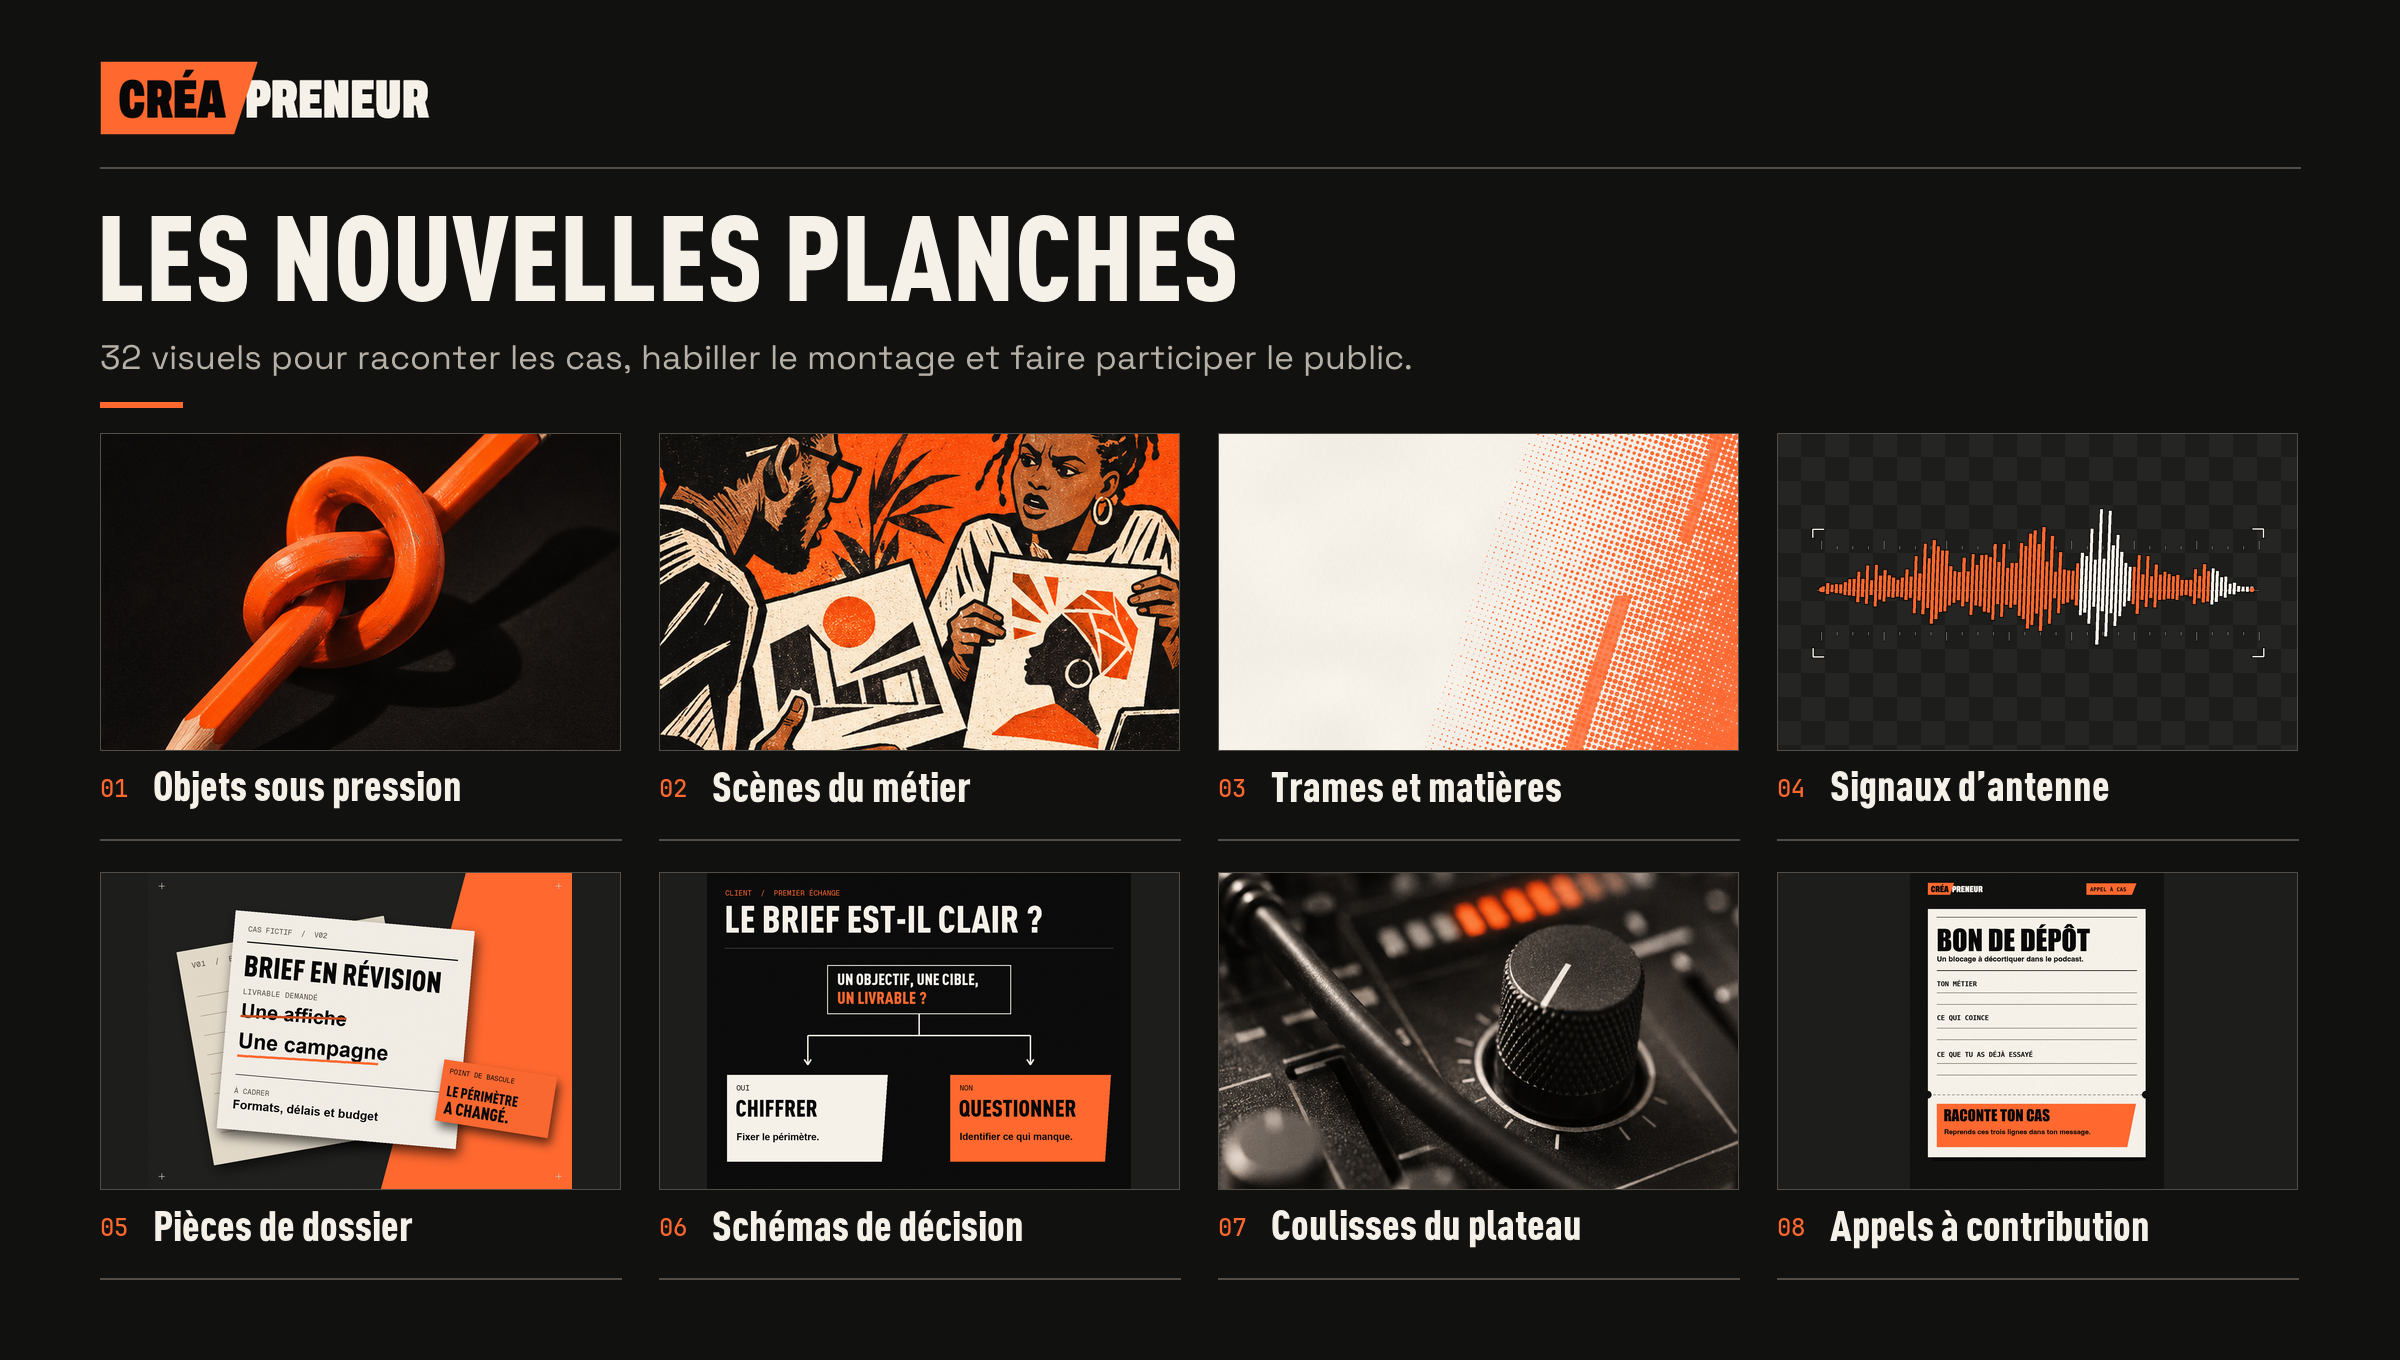 CRÉAPRENEUR
LES NOUVELLES PLANCHES
32 visuels pour raconter les cas, habiller le montage et faire participer le public.
01 Objets sous pression
02 Scènes du métier
03 Trames et matières
04 Signaux d’antenne
V01 /
CAS FICTIF / V02
BRIEF EN RÉVISION
LIVRABLE DEMANDÉ
Une affiche
Une campagne
À CADRER
Formats, délais et budget
POINT DE BASCULE
LE PÉRIMÈTRE
A CHANGÉ.
CLIENT / PREMIER ÉCHANGE
LE BRIEF EST-IL CLAIR ?
UN OBJECTIF, UNE CIBLE,
UN LIVRABLE ?
OUI
CHIFFRER
Fixer le périmètre.
NON
QUESTIONNER
Identifier ce qui manque.
CRÉAPRENEUR
APPEL À CAS
BON DE DÉPÔT
Un blocage à décortiquer dans le podcast.
TON MÉTIER
CE QUI COINCE
CE QUE TU AS DÉJÀ ESSAYÉ
RACONTE TON CAS
Reprends ces trois lignes dans ton message.
05 Pièces de dossier
06 Schémas de décision
07 Coulisses du plateau
08 Appels à contribution